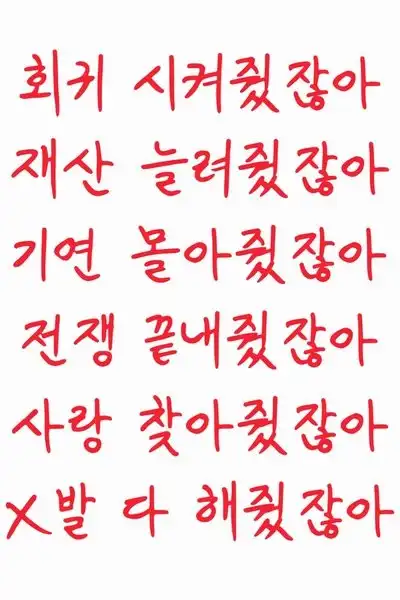 회귀 시켜줬잖아
재산 늘려줬잖아
기연 몰아줬잖아
전쟁 끝내줬잖아
사랑 찾아줬잖아
X발 다 해줬잖아